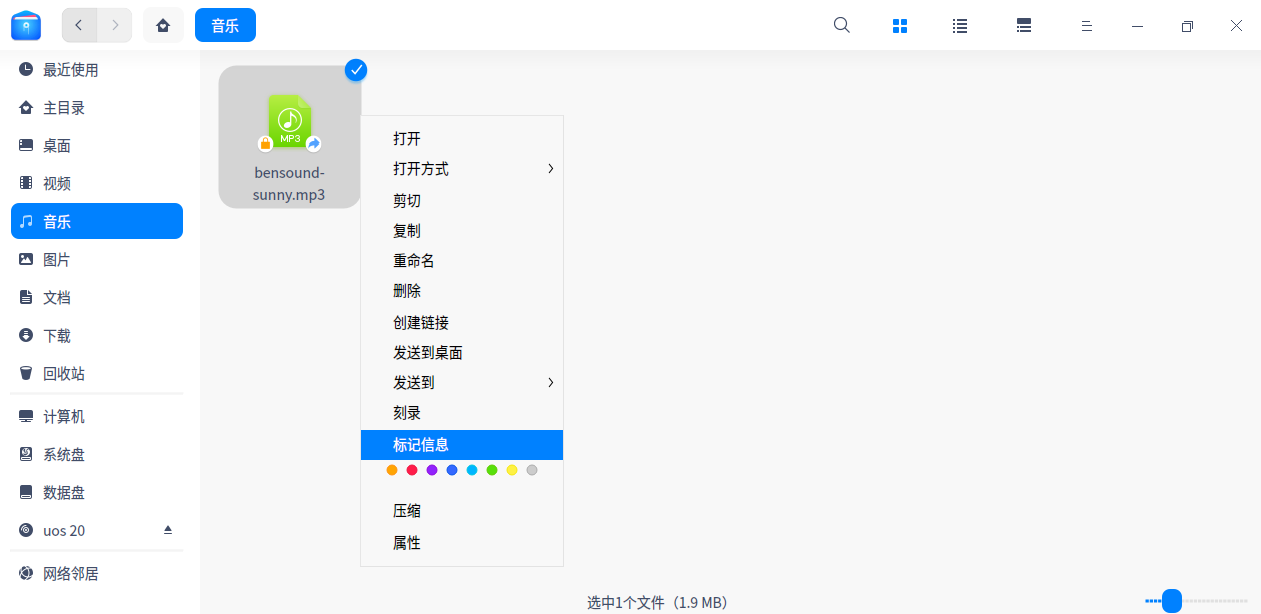 音乐
最近使用
主目录
桌面
视频
音乐
图片
文档
下载
回收站
计算机
系统盘
数据盘
uos 20
网络邻居
MP3
bensound-
sunny.mp3
打开
打开方式
剪切
复制
重命名
删除
创建链接
发送到桌面
发送到
刻录
标记信息
压缩
属性
选中1个文件（1.9 MB）